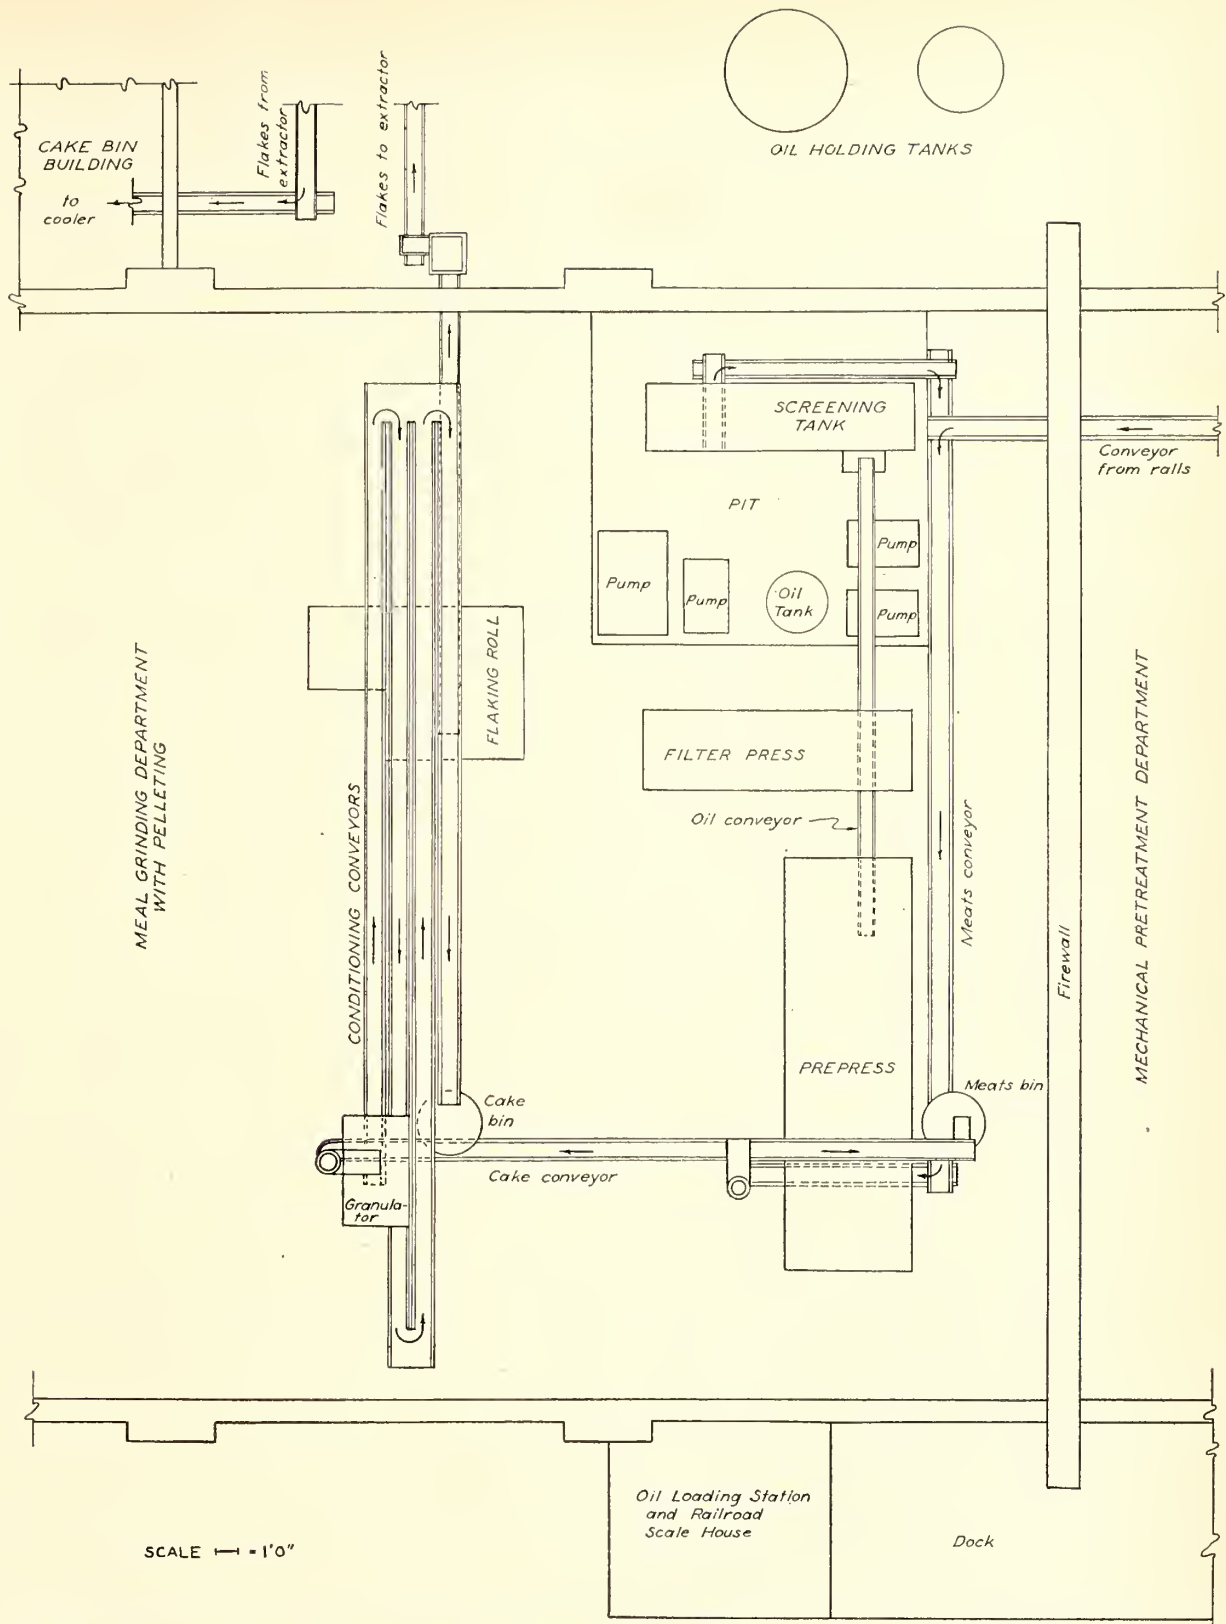 Flakes from
extractor
Flakes to extractor
CAKE BIN
BUILDING
to
cooler
OIL HOLDING TANKS
SCREENING
TANK
Conveyor
from rolls
PIT
Pump
Pump
Oil
Tank
Pump
Pump
FLAKING ROLL
MEAL GRINDING DEPARTMENT
WITH PELLETING
FILTER PRESS
Oil conveyor
CONDITIONING CONVEYORS
Meats conveyor
Firewall
MECHANICAL PRETREATMENT DEPARTMENT
PREPRESS
Meats bin
Cake
bin
Cake conveyor
Granula-
tor
Oil Loading Station
and Railroad
Scale House
Dock
SCALE = 1'0"